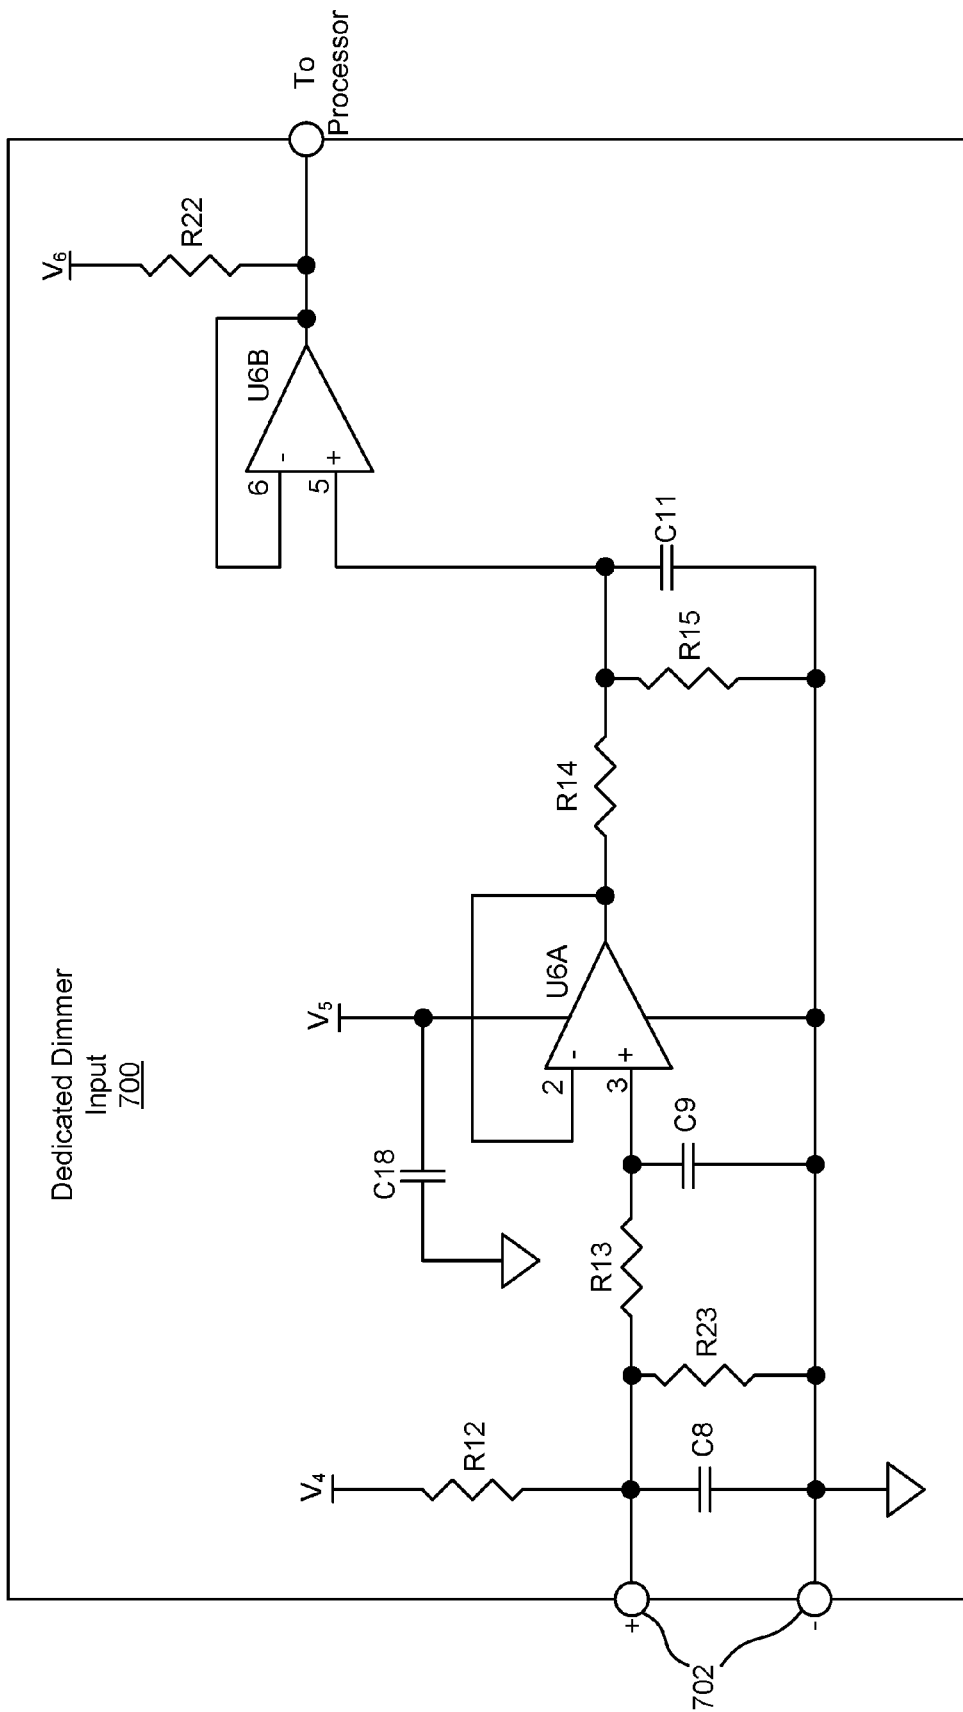 Dedicated Dimmer
Input
700
V₆
R22
To
Processor
U6B
6
-
5
+
V₅
C18
U6A
2
-
3
+
R14
R15
C11
V₄
R12
R13
C9
R23
C8
+
-
702